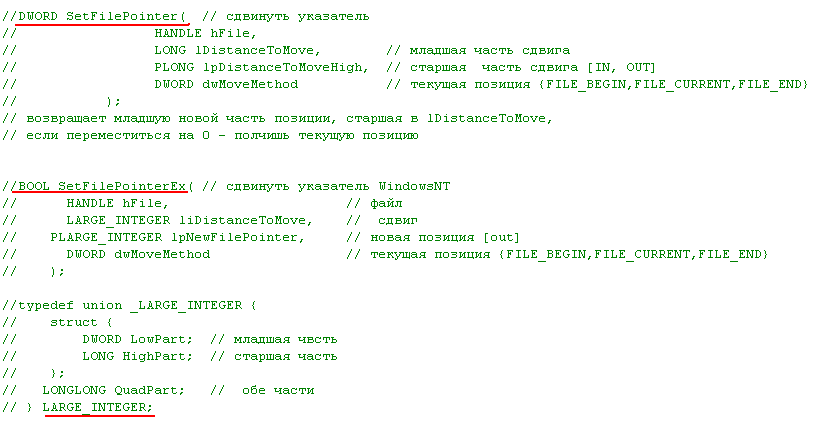 //DWORD SetFilePointer(  // сдвинуть указатель
//                 HANDLE hFile,
//                 LONG lDistanceToMove,        // младшая часть сдвига
//                 PLONG lpDistanceToMoveHigh,  // старшая  часть сдвига [IN, OUT]
//                 DWORD dwMoveMethod           // текущая позиция {FILE_BEGIN,FILE_CURRENT,FILE_END}
//           );
// возвращает младшую новой часть позиции, старшая в lDistanceToMove,
// если переместиться на 0 - полчишь текущую позицию
//BOOL SetFilePointerEx( // сдвинуть указатель WindowsNT
//      HANDLE hFile,                      // файл
//      LARGE_INTEGER liDistanceToMove,    //  сдвиг
//    PLARGE_INTEGER lpNewFilePointer,     // новая позиция [out]
//      DWORD dwMoveMethod                 // текущая позиция {FILE_BEGIN,FILE_CURRENT,FILE_END}
//    );
//typedef union _LARGE_INTEGER {
//    struct {
//        DWORD LowPart;  // младшая чвсть
//        LONG HighPart;  // старшая часть
//    };
//   LONGLONG QuadPart;   //  обе части
// } LARGE_INTEGER;